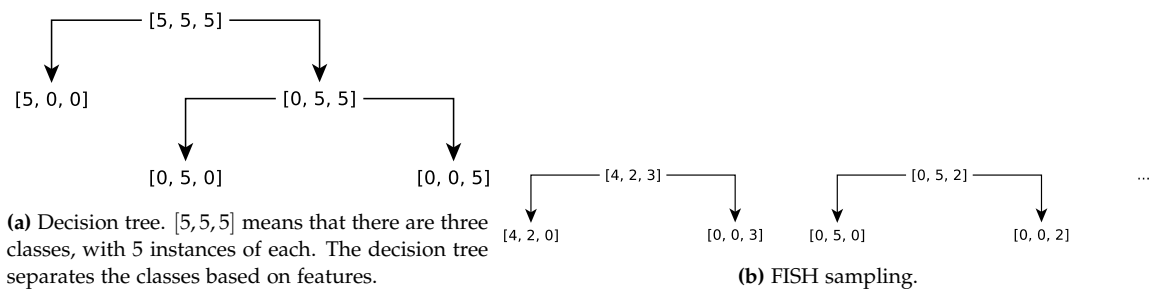 [5, 5, 5]
[5, 0, 0]
[0, 5, 5]
[0, 5, 0]
[0, 0, 5]
(a) Decision tree. [5,5,5] means that there are three
classes, with 5 instances of each. The decision tree
separates the classes based on features.
[4, 2, 3]
[0, 5, 2]
...
[4, 2, 0]
[0, 0, 3]
[0, 5, 0]
[0, 0, 2]
(b) FISH sampling.